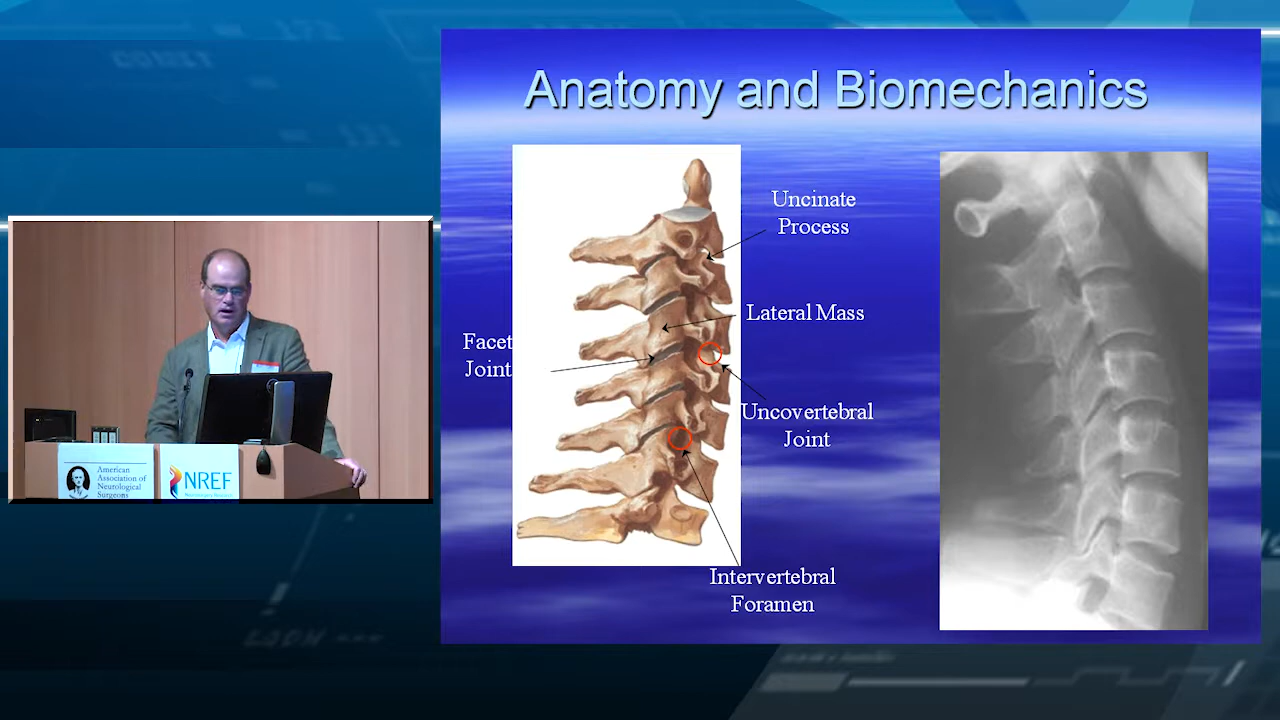 Anatomy and Biomechanics
Uncinate
Process
Lateral Mass
Facet
Joint
Uncovertebral
Joint
Intervertebral
Foramen
American
Association of
Neurological
Surgeons
NREF